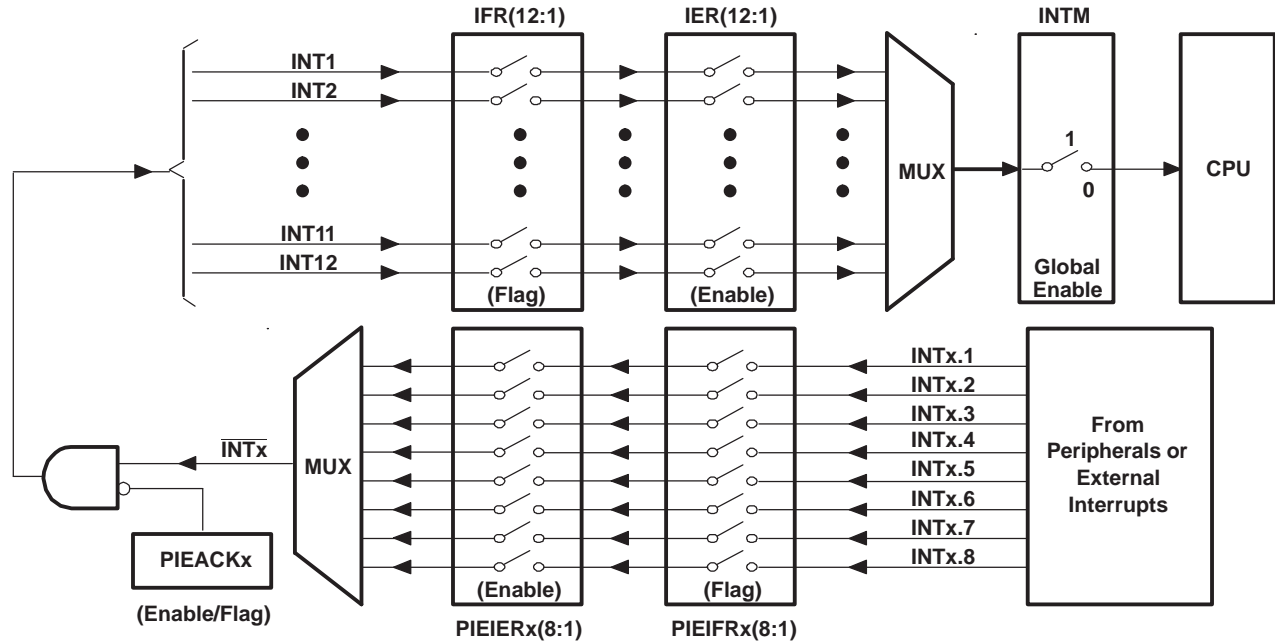 IFR(12:1)
IER(12:1)
INTM
INT1
INT2
1
MUX
CPU
0
INT11
INT12
(Flag)
(Enable)
Global
Enable
INTx.1
INTx.2
INTx.3
INTx.4
INTx.5
INTx.6
INTx.7
INTx.8
From
Peripherals or
External
Interrupts
INTx
MUX
PIEACKx
(Enable/Flag)
(Enable)
(Flag)
PIEIERx(8:1)
PIEIFRx(8:1)